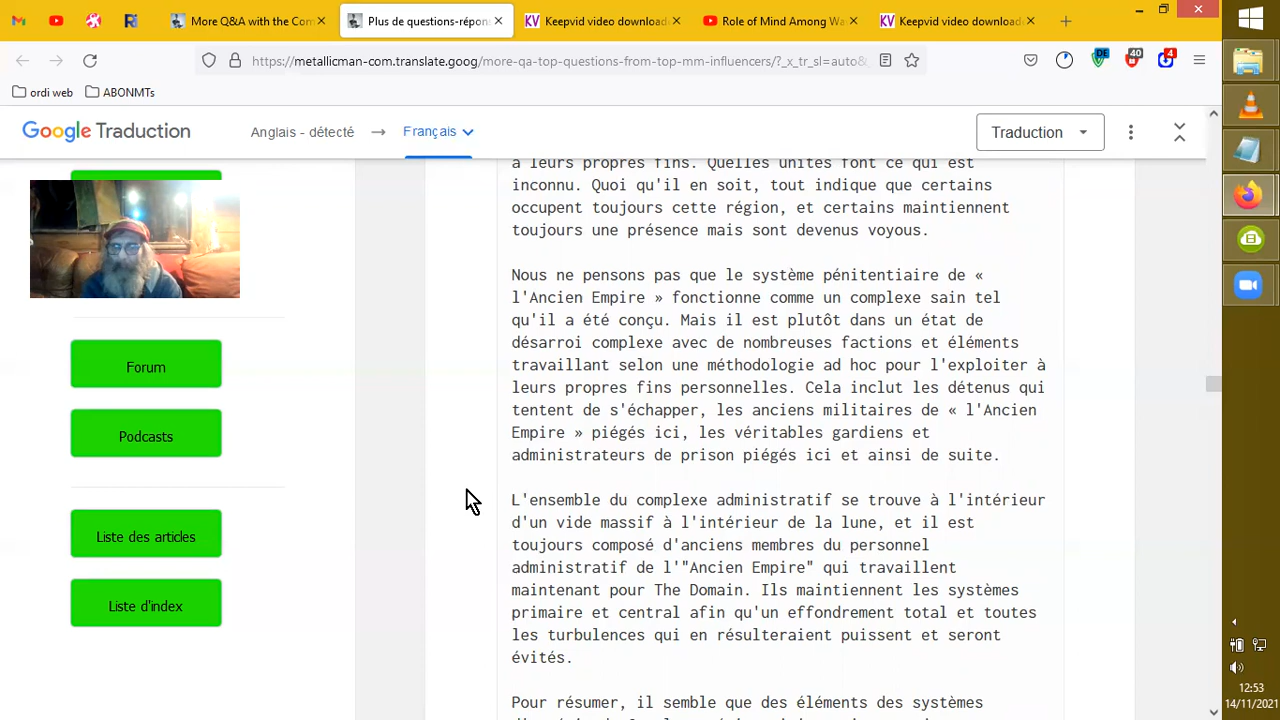 More Q&A with the Com
Plus de questions-répon
Keepvid video download
Role of Mind Among Wa
Keepvid video download
https://metallicman-com.translate.goog/more-qa-with-questions-from-mm-influencers/?_x_tr_sl=auto&
DE
40
4
ordi web
ABONMTs
Google Traduction
Anglais - détecté
Français
Traduction
à leurs propres fins. Quelles unités font ce qui est
inconnu. Quoi qu'il en soit, tout indique que certains
occupent toujours cette région, et certains maintiennent
toujours une présence mais sont devenus voyous.
Nous ne pensons pas que le système pénitentiaire de «
l'Ancien Empire » fonctionne comme un complexe sain tel
qu'il a été conçu. Mais il est plutôt dans un état de
désarroi complexe avec de nombreuses factions et éléments
travaillant selon une méthodologie ad hoc pour l'exploiter à
leurs propres fins personnelles. Cela inclut les détenus qui
tentent de s'échapper, les anciens militaires de « l'Ancien
Empire » piégés ici, les véritables gardiens et
administrateurs de prison piégés ici et ainsi de suite.
L'ensemble du complexe administratif se trouve à l'intérieur
d'un vide massif à l'intérieur de la lune, et il est
toujours composé d'anciens membres du personnel
administratif de l'"Ancien Empire" qui travaillent
maintenant pour The Domain. Ils maintiennent les systèmes
primaire et central afin qu'un effondrement total et toutes
les turbulences qui en résulteraient puissent et seront
évités.
Pour résumer, il semble que des éléments des systèmes
Forum
Podcasts
Liste des articles
Liste d'index
12:53
14/11/2021